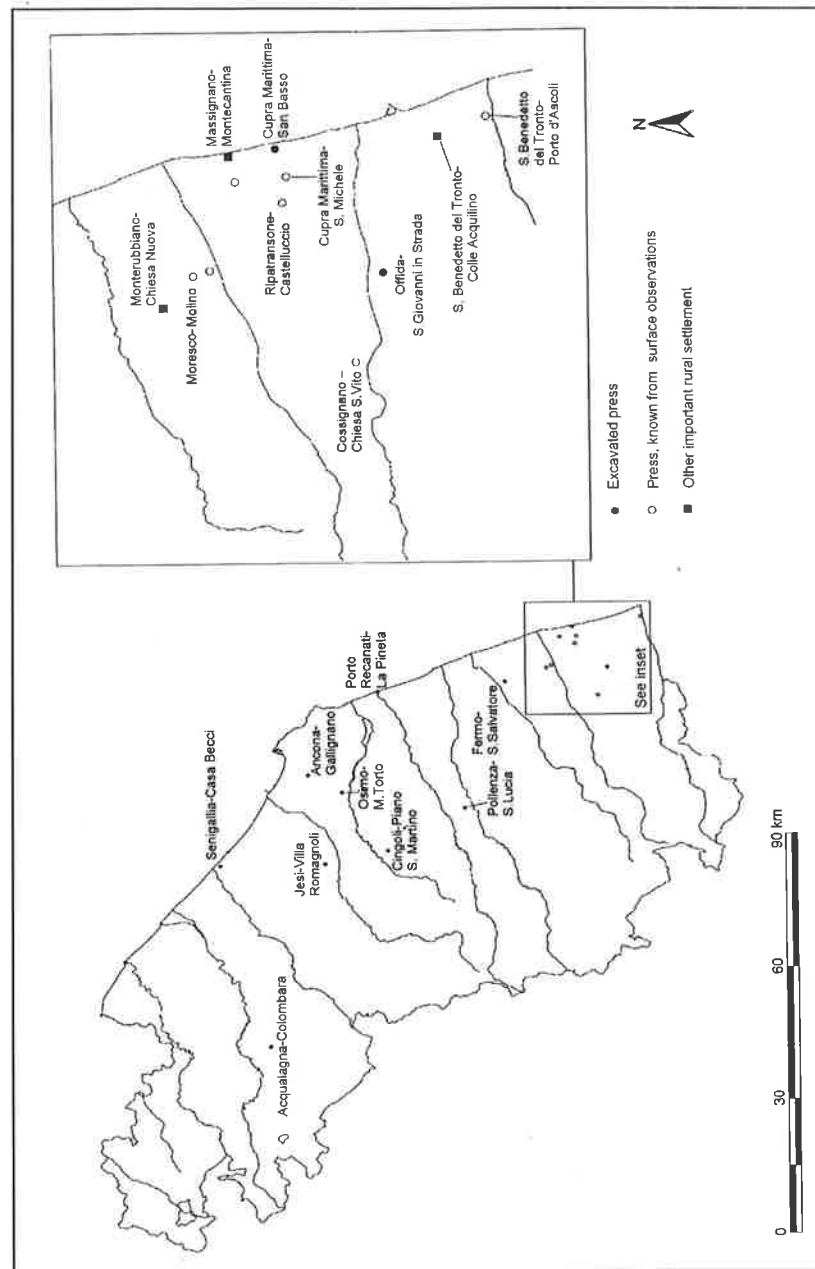 Senigallia-Casa Becci
Ancona-
Gallignano
Porto
Recanati-
La Pineta
Osimo-
M.Torto
Jesi-Villa
Romagnoli
Cingoli-Piano
S. Martino
Acqualagna-Colombara
Fermo-
S.Salvatore
Pollenza-
S Lucia
See inset
0
30
60
90 km
Monterubbiano-
Chiesa Nuova
Moresco-Molino
Massignano-
Montecantina
Cupra Marittima-
San Basso
Ripatransone-
Castelluccio
Cupra Marittima-
S. Michele
Cossignano –
Chiesa S.Vito
Offida-
S Giovanni in Strada
S. Benedetto del Tronto-
Colle Acquilino
S.Benedetto
del Tronto-
Porto d'Ascoli
Excavated press
Press, known from surface observations
Other important rural settlement
N